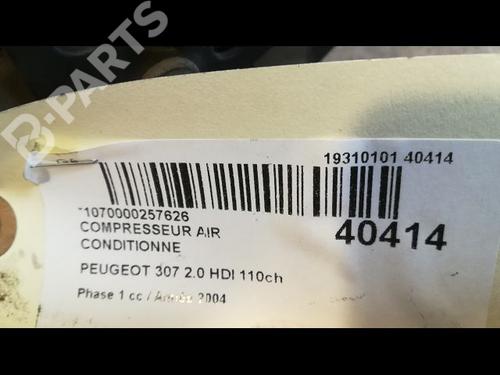 B-PARTS
19310101 40414
*1070000257626
COMPRESSEUR AIR
CONDITIONNE
40414
PEUGEOT 307 2.0 HDI 110ch
Phase 1 cc / Année 2004